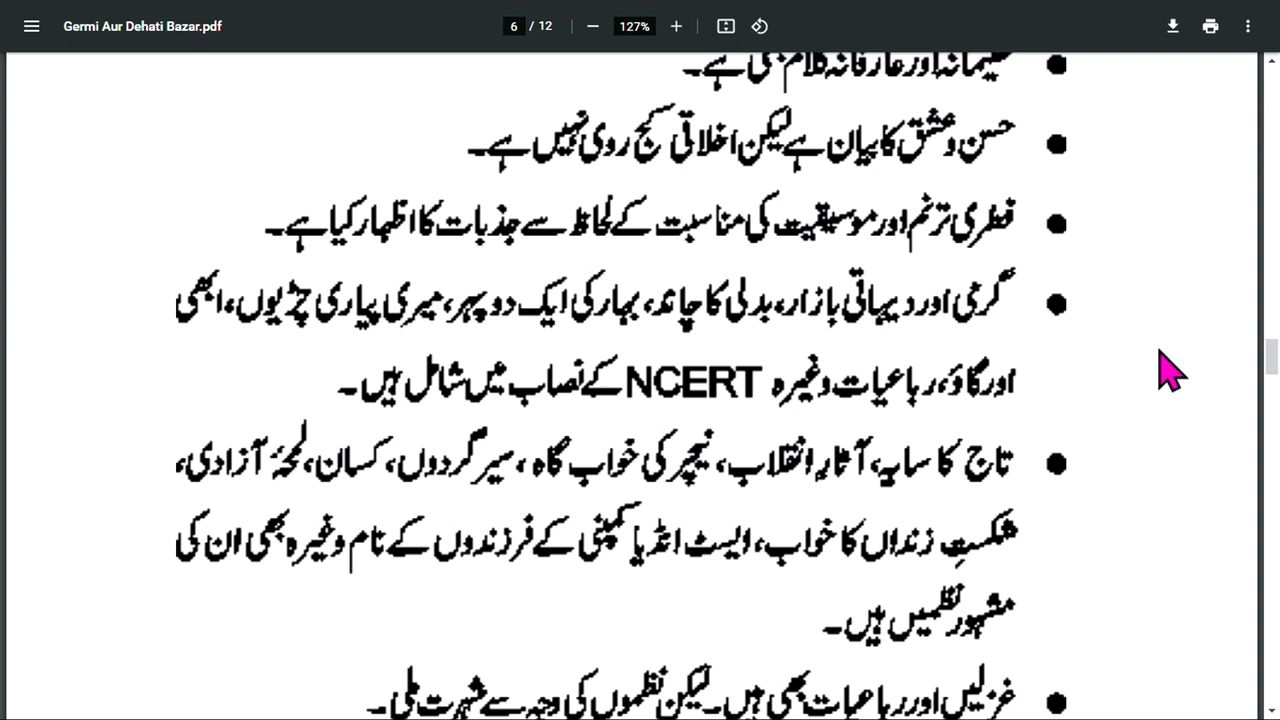 Germi Aur Dehati Bazar.pdf
6 / 12
127%
حکیمانہ اور عارفانہ کلام بھی ہے۔
حسن و عشق کا بیان ہے لیکن اخلاقی کج روی نہیں ہے۔
فطری ترنم اور موسیقیت کی مناسبت کے لحاظ سے جذبات کا اظہار کیا ہے۔
گرمی اور دیہاتی بازار، بدلی کا چاند، بہار کی ایک دوپہر، میری پیاری چڑیوں، ابھی
اور گاؤ، رباعیات وغیرہ NCERT کے نصاب میں شامل ہیں۔
تاج کا سایہ، آثارِ انقلاب، نیچر کی خواب گاہ، سیر گردوں، کسان، لمحۂ آزادی،
شکستِ زنداں کا خواب، ایسٹ انڈیا کمپنی کے فرزندوں کے نام وغیرہ بھی ان کی
مشہور نظمیں ہیں۔
غزلیں اور رباعیات بھی ہیں۔ لیکن نظموں کی وجہ سے شہرت ملی۔